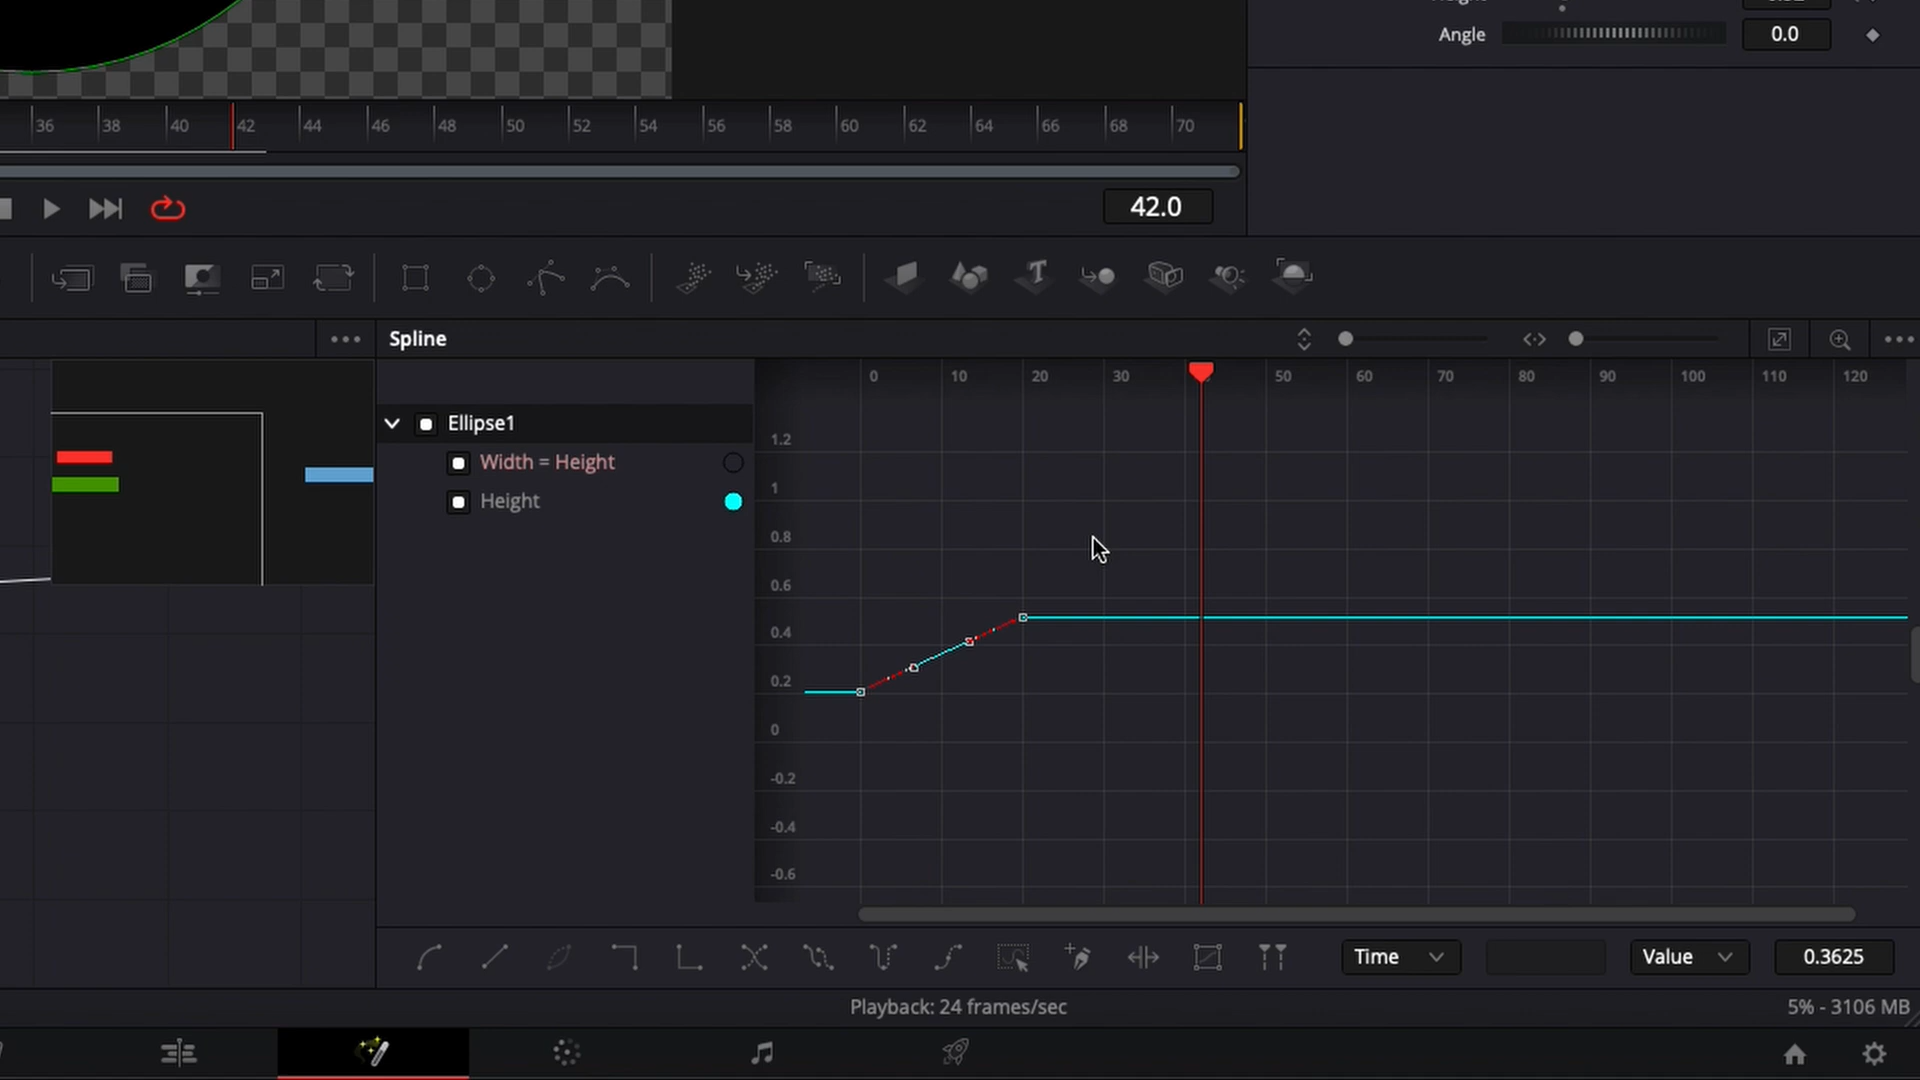 Angle 0.0
36 38 40 42 44 46 48 50 52 54 56 58 60 62 64 66 68 70
42.0
Spline
0 10 20 30 50 60 70 80 90 100 110 120
Ellipse1
Width = Height
Height
1.2
1
0.8
0.6
0.4
0.2
0
-0.2
-0.4
-0.6
Time Value 0.3625
Playback: 24 frames/sec
5% - 3106 MB